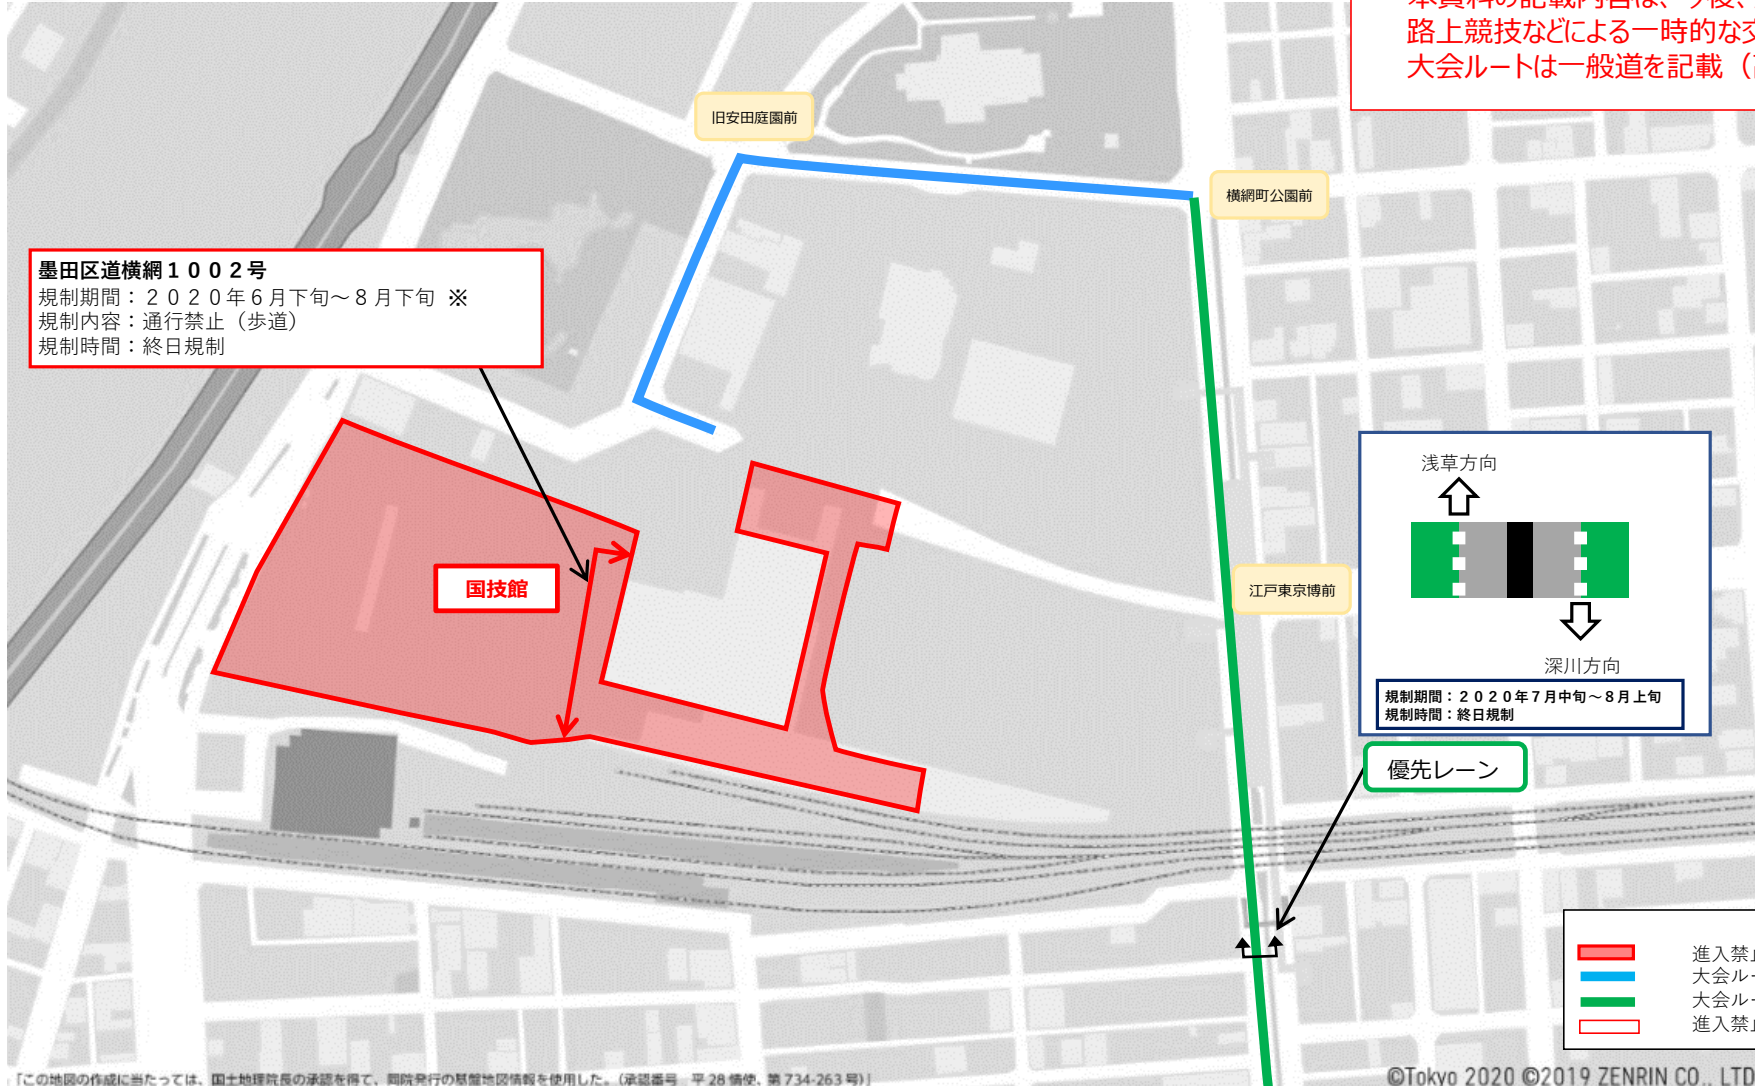 路上競技などによる一時的な
大会ルートは一般道を記載（
旧安田庭園前
横網町公園前
墨田区道横網１００２号
規制期間：２０２０年６月下旬～８月下旬 ※
規制内容：通行禁止（歩道）
規制時間：終日規制
国技館
江戸東京博前
浅草方向
深川方向
規制期間：２０２０年７月中旬～８月上旬
規制時間：終日規制
優先レーン
進入禁止
大会ルー
大会ルー
進入禁止
「この地図の作成に当たっては、国土地理院長の承認を得て、同院発行の基盤地図情報を使用した。（承認番号　平 28 情使、第 734-263 号）」
©Tokyo 2020 ©2019 ZENRIN CO., LTD